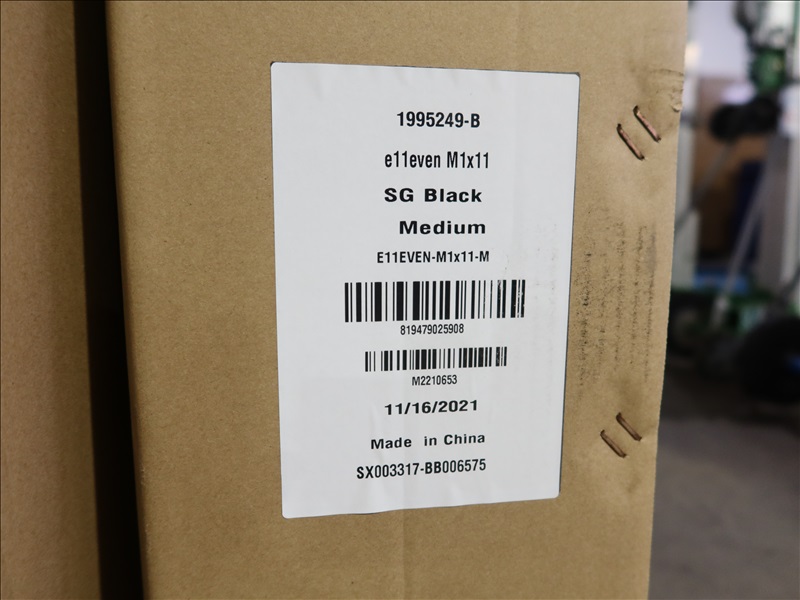 1995249-B
e11even M1x11
SG Black
Medium
E11EVEN-M1x11-M
819479025908
M2210653
11/16/2021
Made in China
SX003317-BB006575